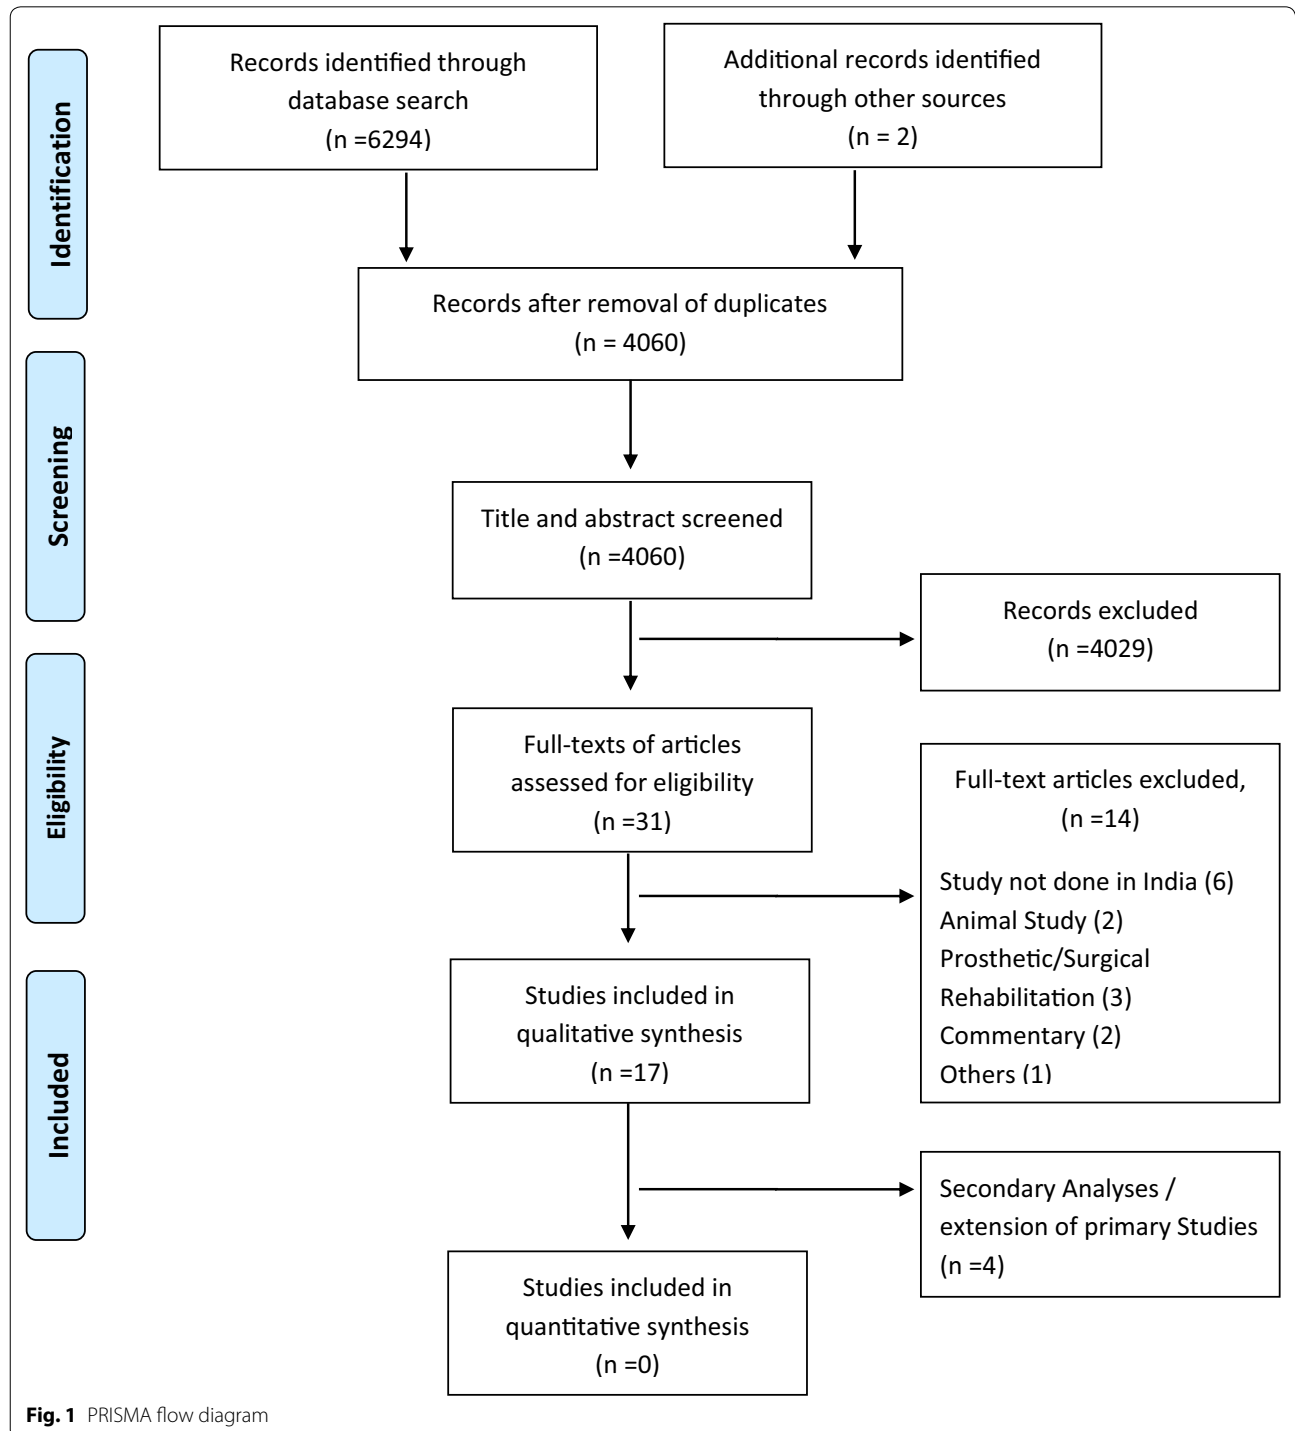 Identification
Records identified through
database search
(n =6294)
Additional records identified
through other sources
(n = 2)
Records after removal of duplicates
(n = 4060)
Screening
Title and abstract screened
(n =4060)
Records excluded
(n =4029)
Eligibility
Full-texts of articles
assessed for eligibility
(n =31)
Full-text articles excluded,
(n =14)
Study not done in India (6)
Animal Study (2)
Prosthetic/Surgical
Rehabilitation (3)
Commentary (2)
Others (1)
Included
Studies included in
qualitative synthesis
(n =17)
Secondary Analyses /
extension of primary Studies
(n =4)
Studies included in
quantitative synthesis
(n =0)
Fig. 1 PRISMA flow diagram